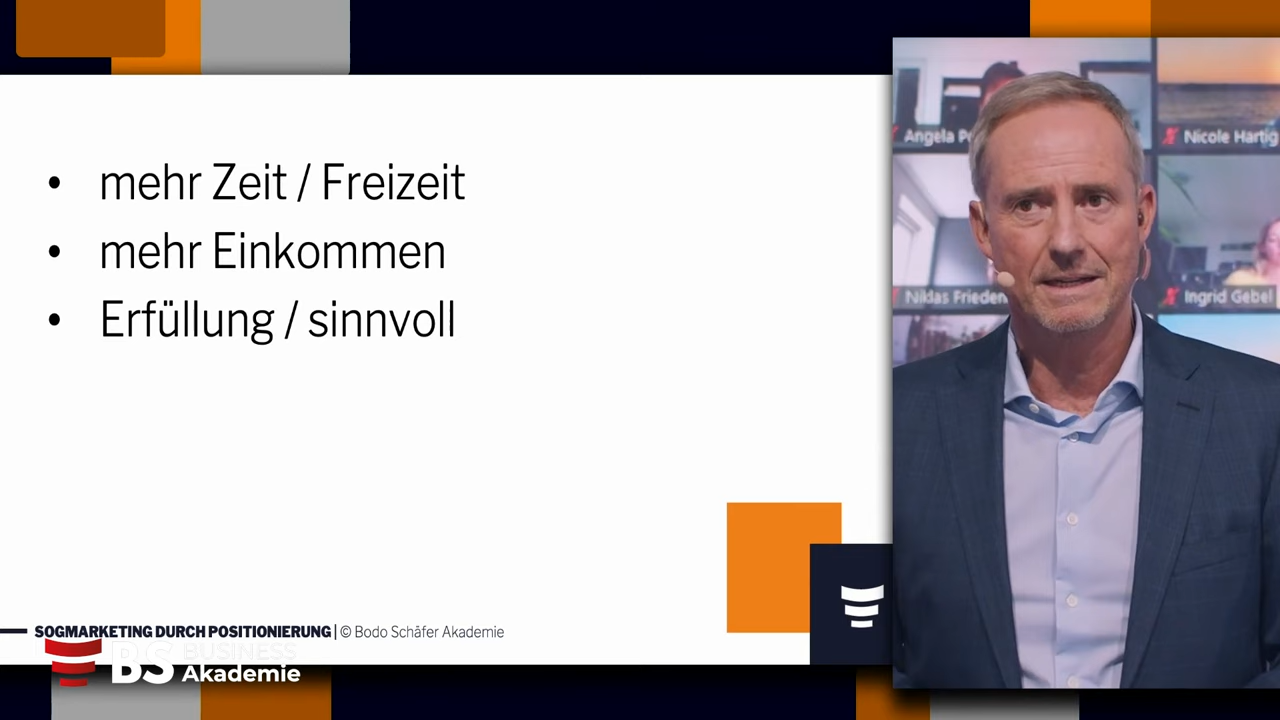 • mehr Zeit / Freizeit
• mehr Einkommen
• Erfüllung / sinnvoll
Angela
Nicole Hartig
Niklas
Ingrid Gebel
SOGMARKETING DURCH POSITIONIERUNG | © Bodo Schäfer Akademie
BS BUSINESS
Akademie